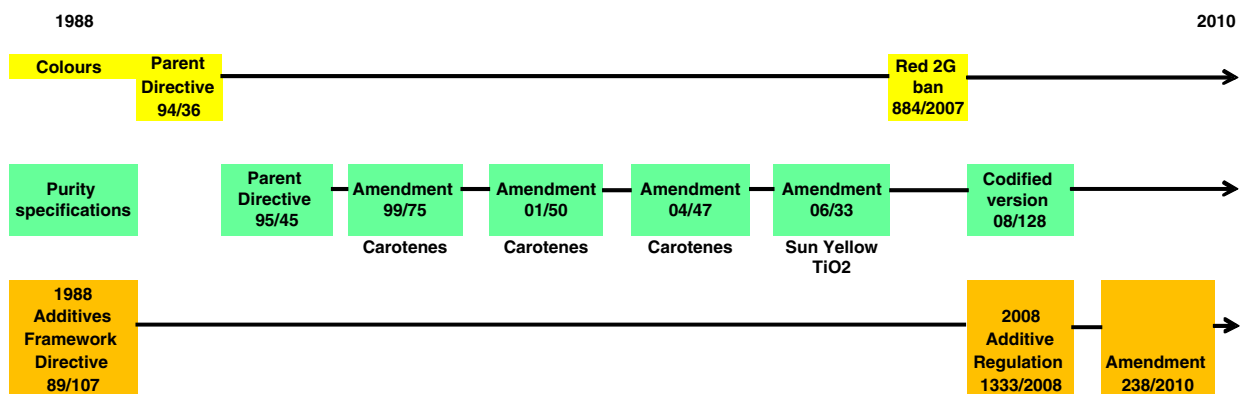 1988
2010
Colours
Parent
Directive
94/36
Red 2G
ban
884/2007
Purity
specifications
Parent
Directive
95/45
Amendment
99/75
Carotenes
Amendment
01/50
Carotenes
Amendment
04/47
Carotenes
Amendment
06/33
Sun Yellow
TiO2
Codified
version
08/128
1988
Additives
Framework
Directive
89/107
2008
Additive
Regulation
1333/2008
Amendment
238/2010